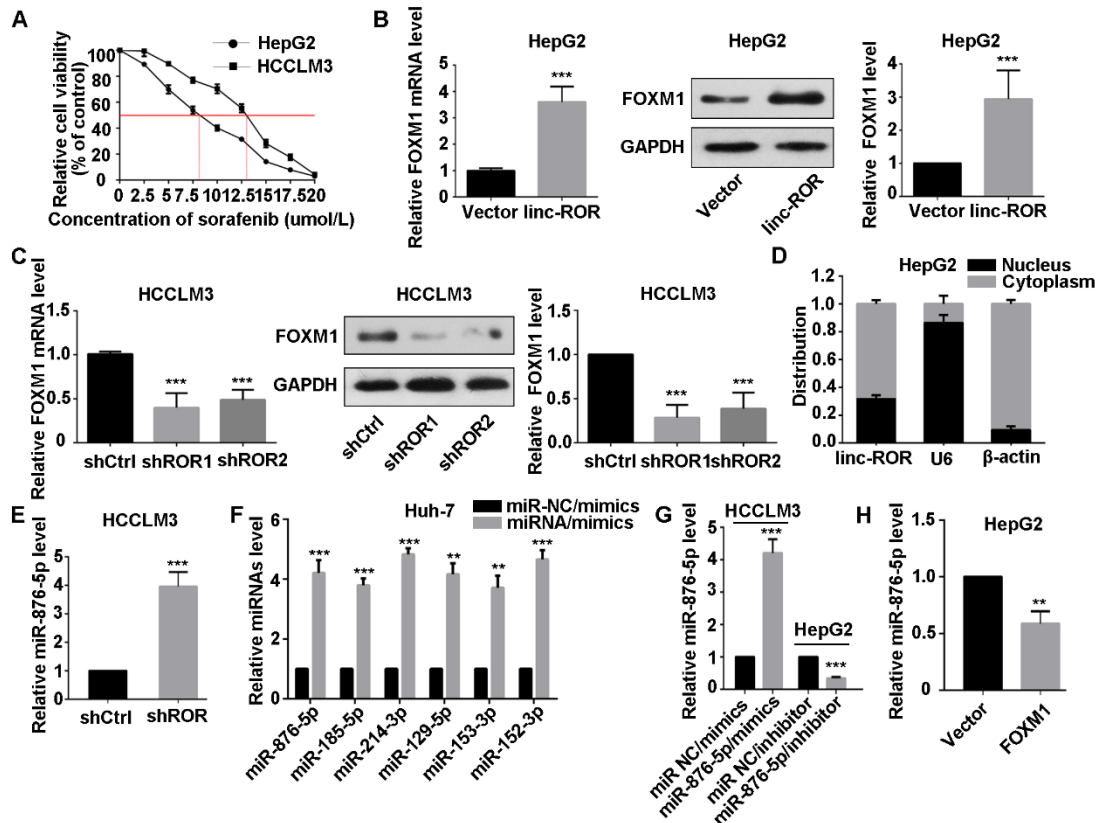 A
HepG2
HCCLM3
Relative cell viability
(% of control)
100
80
60
40
20
0
0 2.5 5 7.5 10 12.5 15 17.5 20
Concentration of sorafenib (umol/L)
B
HepG2
Relative FOXM1 mRNA level
5
4
3
2
1
0
***
Vector linc-ROR
HepG2
FOXM1
GAPDH
Vector
linc-ROR
HepG2
Relative FOXM1 level
4
3
2
1
0
***
Vector linc-ROR
C
HCCLM3
Relative FOXM1 mRNA level
1.5
1.0
0.5
0
*** ***
shCtrl shROR1 shROR2
HCCLM3
FOXM1
GAPDH
shCtrl
shROR1
shROR2
HCCLM3
Relative FOXM1 level
1.5
1.0
0.5
0.0
*** ***
shCtrl shROR1 shROR2
D
HepG2
Nucleus
Cytoplasm
Distribution
1.2
1.0
0.8
0.6
0.4
0.2
0.0
linc-ROR U6 β-actin
E
HCCLM3
Relative miR-876-5p level
5
4
3
2
1
0
***
shCtrl shROR
F
Huh-7
miR-NC/mimics
miRNA/mimics
Relative miRNAs level
6
4
2
0
*** *** *** ** ** ***
miR-876-5p
miR-185-5p
miR-214-3p
miR-129-5p
miR-153-3p
miR-152-3p
G
HCCLM3
Relative miR-876-5p level
5
4
3
2
1
0
***
HepG2
***
miR NC/mimics
miR-876-5p/mimics
miR NC/inhibitor
miR-876-5p/inhibitor
H
HepG2
Relative miR-876-5p level
1.5
1.0
0.5
0
**
Vector
FOXM1